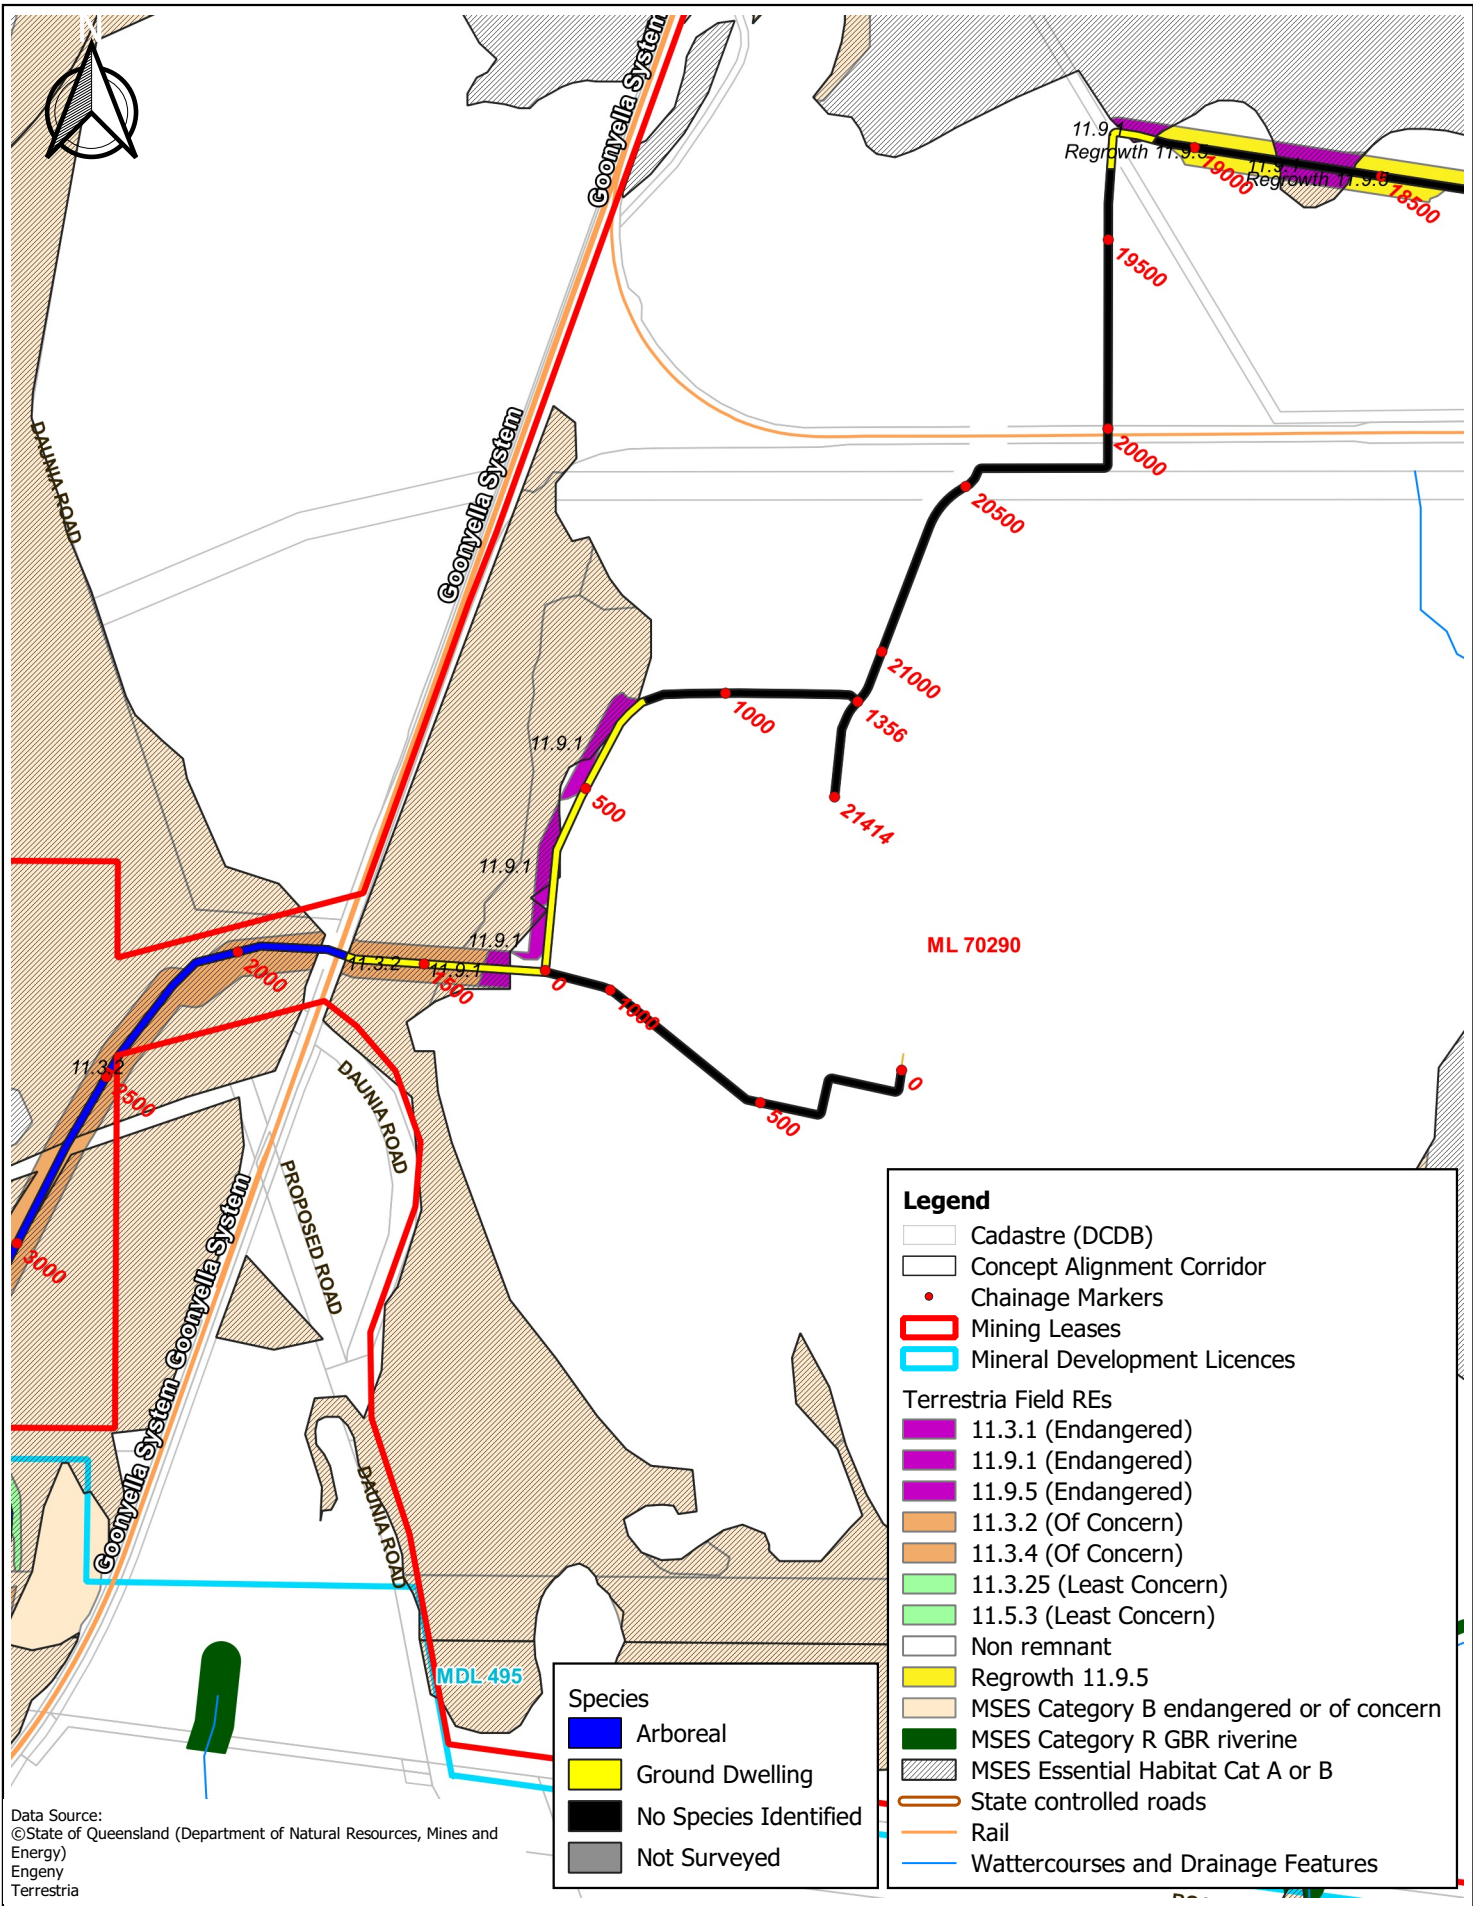 N
Goonyella System
11.9.1
Regrowth 11.9.5
19000
11.9.1
Regrowth 11.9.5
18500
19500
DAUNIA ROAD
Goonyella System
20000
20500
21000
1000
1356
11.9.1
500
21414
11.9.1
11.9.1
ML 70290
2000
11.3.2
11.9.1
1500
0
1000
11.3.2
2500
DAUNIA ROAD
0
500
PROPOSED ROAD
3000
Goonyella System
Goonyella System
DAUNIA ROAD
MDL 495
Legend
Cadastre (DCDB)
Concept Alignment Corridor
Chainage Markers
Mining Leases
Mineral Development Licences
Terrestria Field REs
11.3.1 (Endangered)
11.9.1 (Endangered)
11.9.5 (Endangered)
11.3.2 (Of Concern)
11.3.4 (Of Concern)
11.3.25 (Least Concern)
11.5.3 (Least Concern)
Non remnant
Regrowth 11.9.5
MSES Category B endangered or of concern
MSES Category R GBR riverine
MSES Essential Habitat Cat A or B
State controlled roads
Rail
Wattercourses and Drainage Features
Species
Arboreal
Ground Dwelling
No Species Identified
Not Surveyed
Data Source:
©State of Queensland (Department of Natural Resources, Mines and
Energy)
Engeny
Terrestria